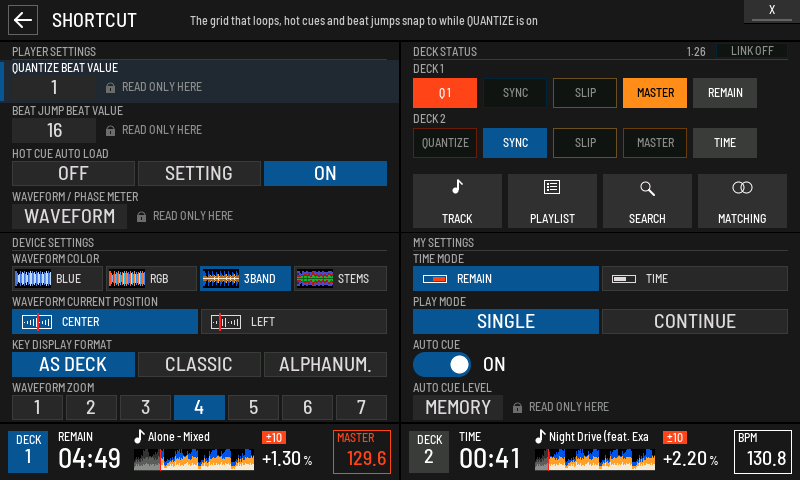 SHORTCUT
The grid that loops, hot cues and beat jumps snap to while QUANTIZE is on
X
PLAYER SETTINGS
QUANTIZE BEAT VALUE
1
READ ONLY HERE
BEAT JUMP BEAT VALUE
16
READ ONLY HERE
HOT CUE AUTO LOAD
OFF
SETTING
ON
WAVEFORM / PHASE METER
WAVEFORM
READ ONLY HERE
DECK STATUS
1.26
LINK OFF
DECK 1
Q 1
SYNC
SLIP
MASTER
REMAIN
DECK 2
QUANTIZE
SYNC
SLIP
MASTER
TIME
TRACK
PLAYLIST
SEARCH
MATCHING
DEVICE SETTINGS
WAVEFORM COLOR
BLUE
RGB
3BAND
STEMS
WAVEFORM CURRENT POSITION
CENTER
LEFT
KEY DISPLAY FORMAT
AS DECK
CLASSIC
ALPHANUM.
WAVEFORM ZOOM
1
2
3
4
5
6
7
MY SETTINGS
TIME MODE
REMAIN
TIME
PLAY MODE
SINGLE
CONTINUE
AUTO CUE
ON
AUTO CUE LEVEL
MEMORY
READ ONLY HERE
DECK
1
REMAIN
04:49
Alone - Mixed
±10
+1.30 %
MASTER
129.6
DECK
2
TIME
00:41
Night Drive (feat. Exa
±10
+2.20 %
BPM
130.8